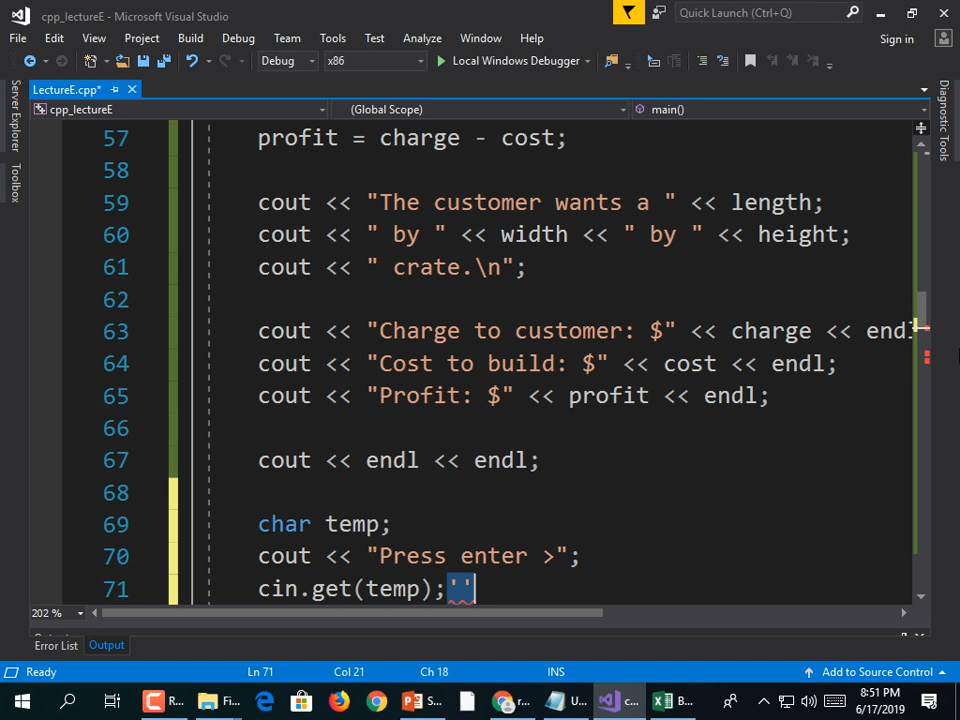 cpp_lectureE - Microsoft Visual Studio
Quick Launch (Ctrl+Q)
File Edit View Project Build Debug Team Tools Test Analyze Window Help
Sign in
Debug x86 Local Windows Debugger
LectureE.cpp*
cpp_lectureE (Global Scope) main()
Server Explorer
Toolbox
Diagnostic Tools
57 profit = charge - cost;
58
59 cout << "The customer wants a " << length;
60 cout << " by " << width << " by " << height;
61 cout << " crate.\n";
62
63 cout << "Charge to customer: $" << charge << endl
64 cout << "Cost to build: $" << cost << endl;
65 cout << "Profit: $" << profit << endl;
66
67 cout << endl << endl;
68
69 char temp;
70 cout << "Press enter >";
71 cin.get(temp);''
202 %
Error List Output
Ready Ln 71 Col 21 Ch 18 INS Add to Source Control
R... Fi... S... r... U... c... B...
8:51 PM
6/17/2019